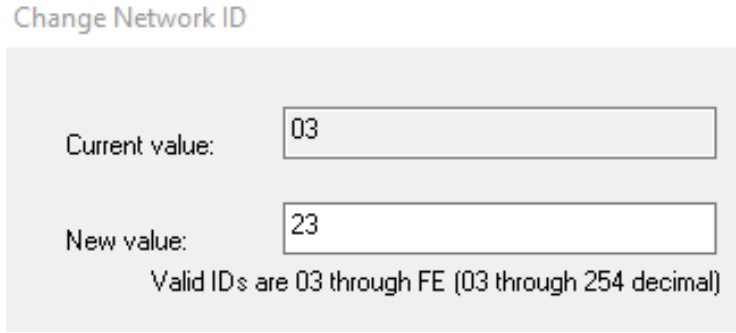 Change Network ID
Current value: 03
New value: 23
Valid IDs are 03 through FE (03 through 254 decimal)